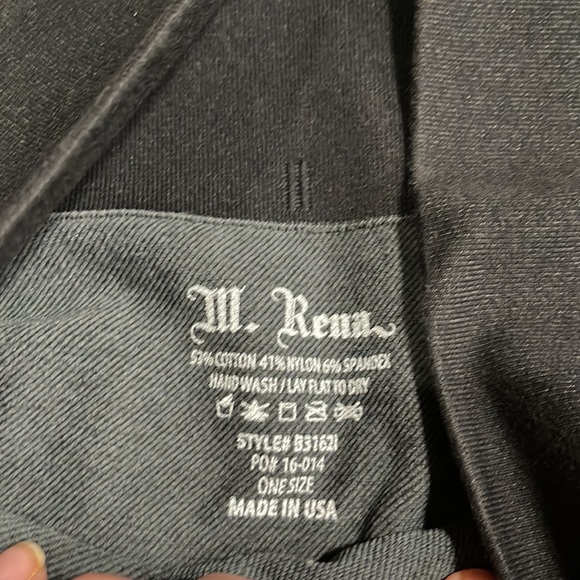 M. Rena
53% COTTON 41% NYLON 6% SPANDEX
HAND WASH / LAY FLAT TO DRY
STYLE# B3162I
PO# 16-014
ONE SIZE
MADE IN USA